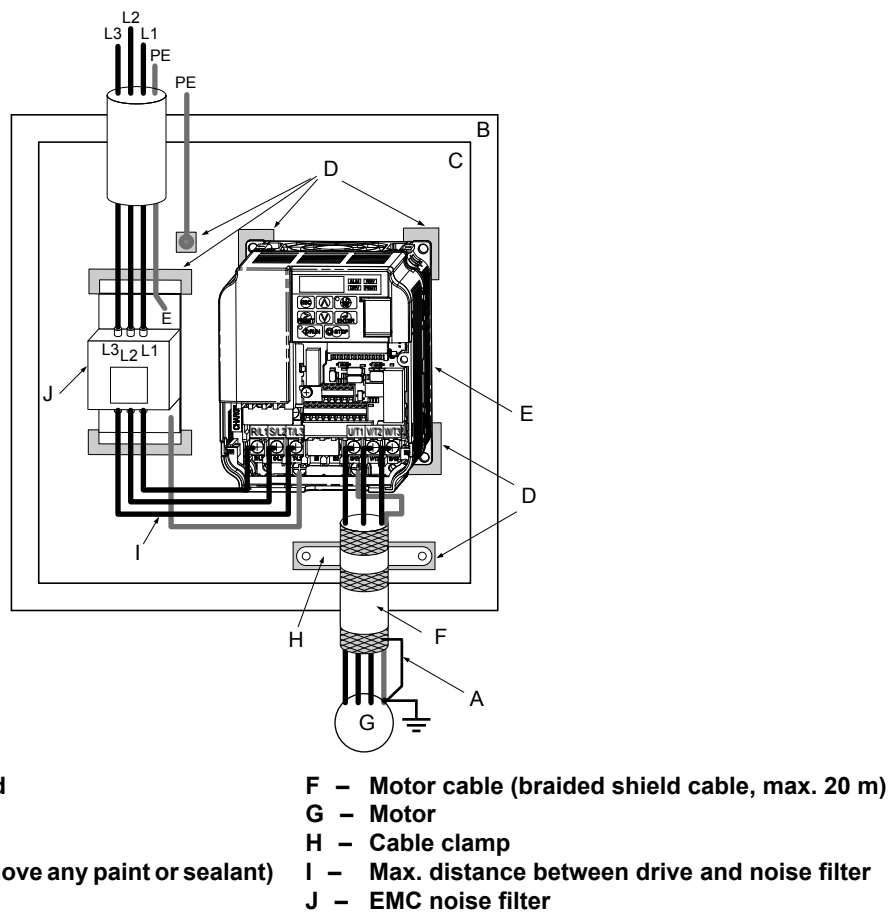 L2
L3 L1
PE
PE
B
C
D
E
L3 L2 L1
J
R/L1 S/L2 T/L3 U/T1 V/T2 W/T3
E
D
I
H
F
A
G
d
F – Motor cable (braided shield cable, max. 20 m)
G – Motor
H – Cable clamp
ove any paint or sealant) I – Max. distance between drive and noise filter
J – EMC noise filter